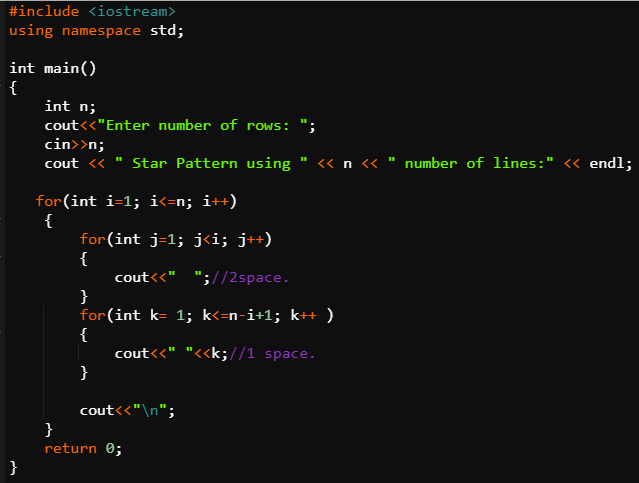 #include <iostream>
using namespace std;
int main()
{
int n;
cout<<"Enter number of rows: ";
cin>>n;
cout << " Star Pattern using " << n << " number of lines:" << endl;
for(int i=1; i<=n; i++)
{
for(int j=1; j<i; j++)
{
cout<<"  ";//2space.
}
for(int k= 1; k<=n-i+1; k++ )
{
cout<<" "<<k;//1 space.
}
cout<<"\n";
}
return 0;
}